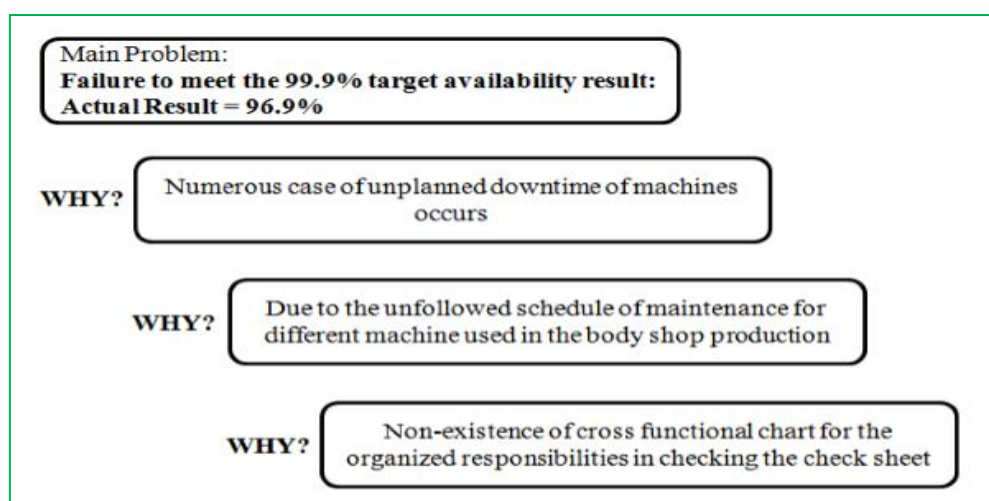 Main Problem:
Failure to meet the 99.9% target availability result:
Actual Result = 96.9%
WHY?
Numerous case of unplanned downtime of machines
occurs
WHY?
Due to the unfollowed schedule of maintenance for
different machine used in the body shop production
WHY?
Non-existence of cross functional chart for the
organized responsibilities in checking the check sheet